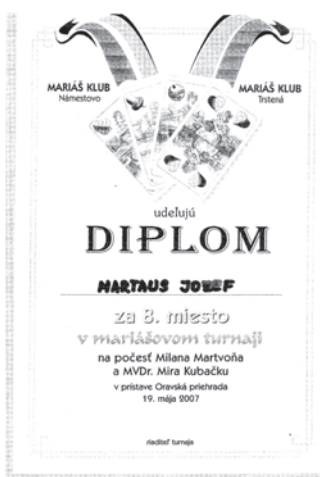 MARIÁŠ KLUB
Námestovo
MARIÁŠ KLUB
Trstená
udeľujú
DIPLOM
MARTAUS JOZEF
za 8. miesto
v mariášovom turnaji
na počesť Milana Martvoňa
a MVDr. Mira Kubačku
v prístave Oravská priehrada
19. mája 2007
riaditeľ turnaja